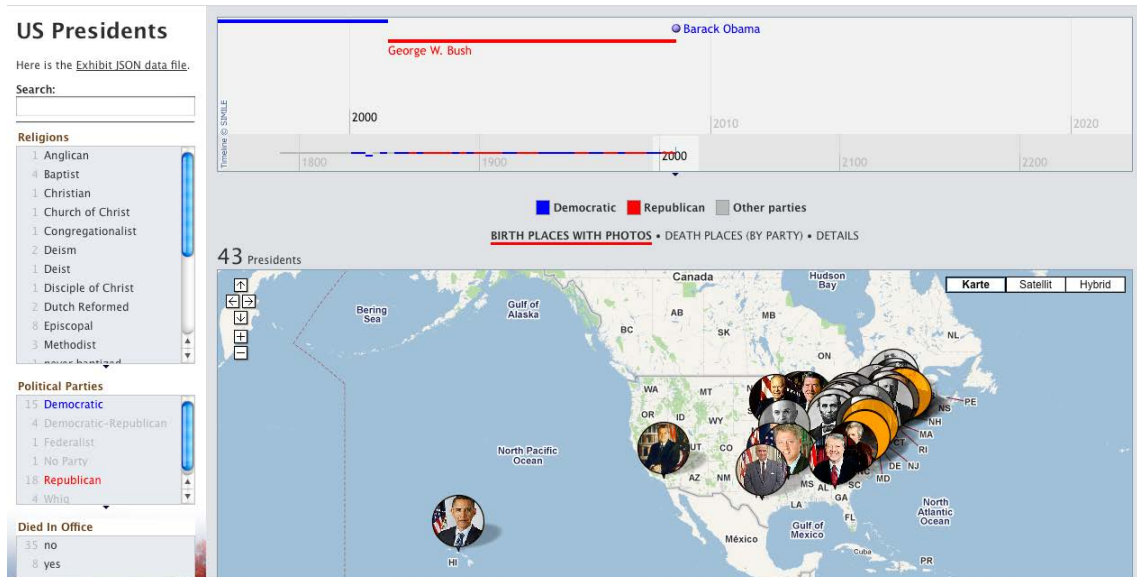 US Presidents
Here is the Exhibit JSON data file.
Search:
Religions
1 Anglican
4 Baptist
1 Christian
1 Church of Christ
1 Congregationalist
2 Deism
1 Deist
1 Disciple of Christ
2 Dutch Reformed
8 Episcopal
3 Methodist
1 never baptized
Political Parties
15 Democratic
4 Democratic-Republican
1 Federalist
1 No Party
18 Republican
4 Whig
Died In Office
35 no
8 yes
Barack Obama
George W. Bush
2000
2010
2020
Timeline © SIMILE
1800
1900
2000
2100
2200
Democratic Republican Other parties
BIRTH PLACES WITH PHOTOS • DEATH PLACES (BY PARTY) • DETAILS
43 Presidents
Karte
Satellit
Hybrid
Canada
Hudson Bay
Bering Sea
Gulf of Alaska
AB
MB
BC
SK
NL
ON
WA
MT
OR
ID
WY
UT
CO
AZ
NM
NS
PE
NH
MA
RI
CT
DE
NJ
MD
NC
SC
MS
AL
GA
LA
FL
North Pacific Ocean
North Atlantic Ocean
Gulf of Mexico
México
Cuba
PR
HI